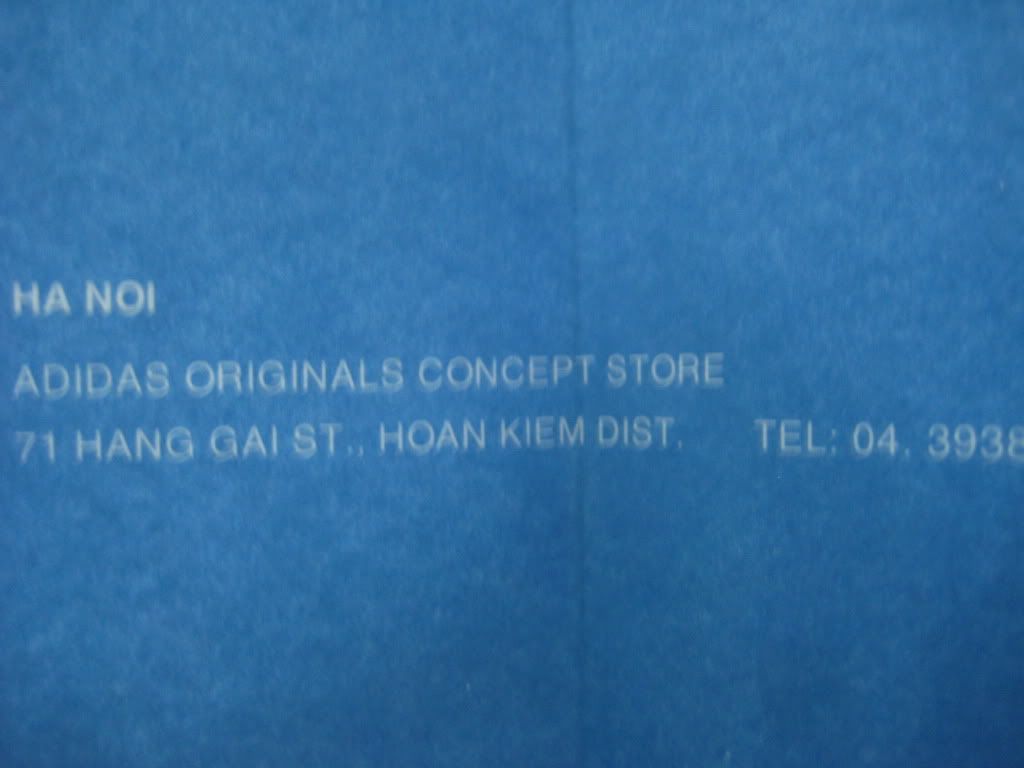 HA NOI
ADIDAS ORIGINALS CONCEPT STORE
71 HANG GAI ST., HOAN KIEM DIST. TEL: 04. 3938